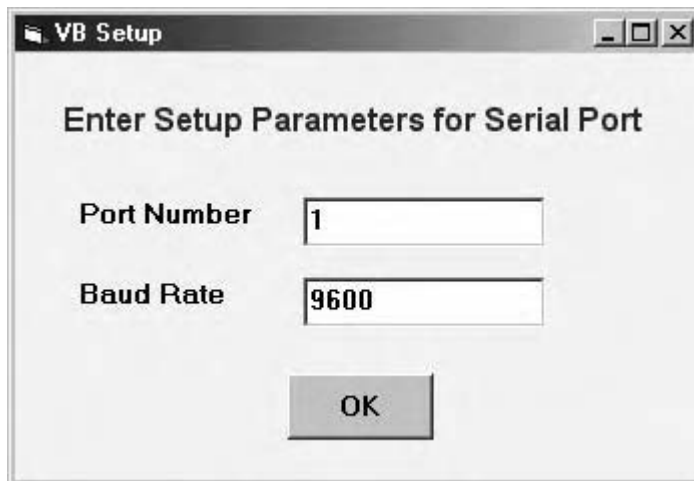 VB Setup
Enter Setup Parameters for Serial Port
Port Number 1
Baud Rate 9600
OK